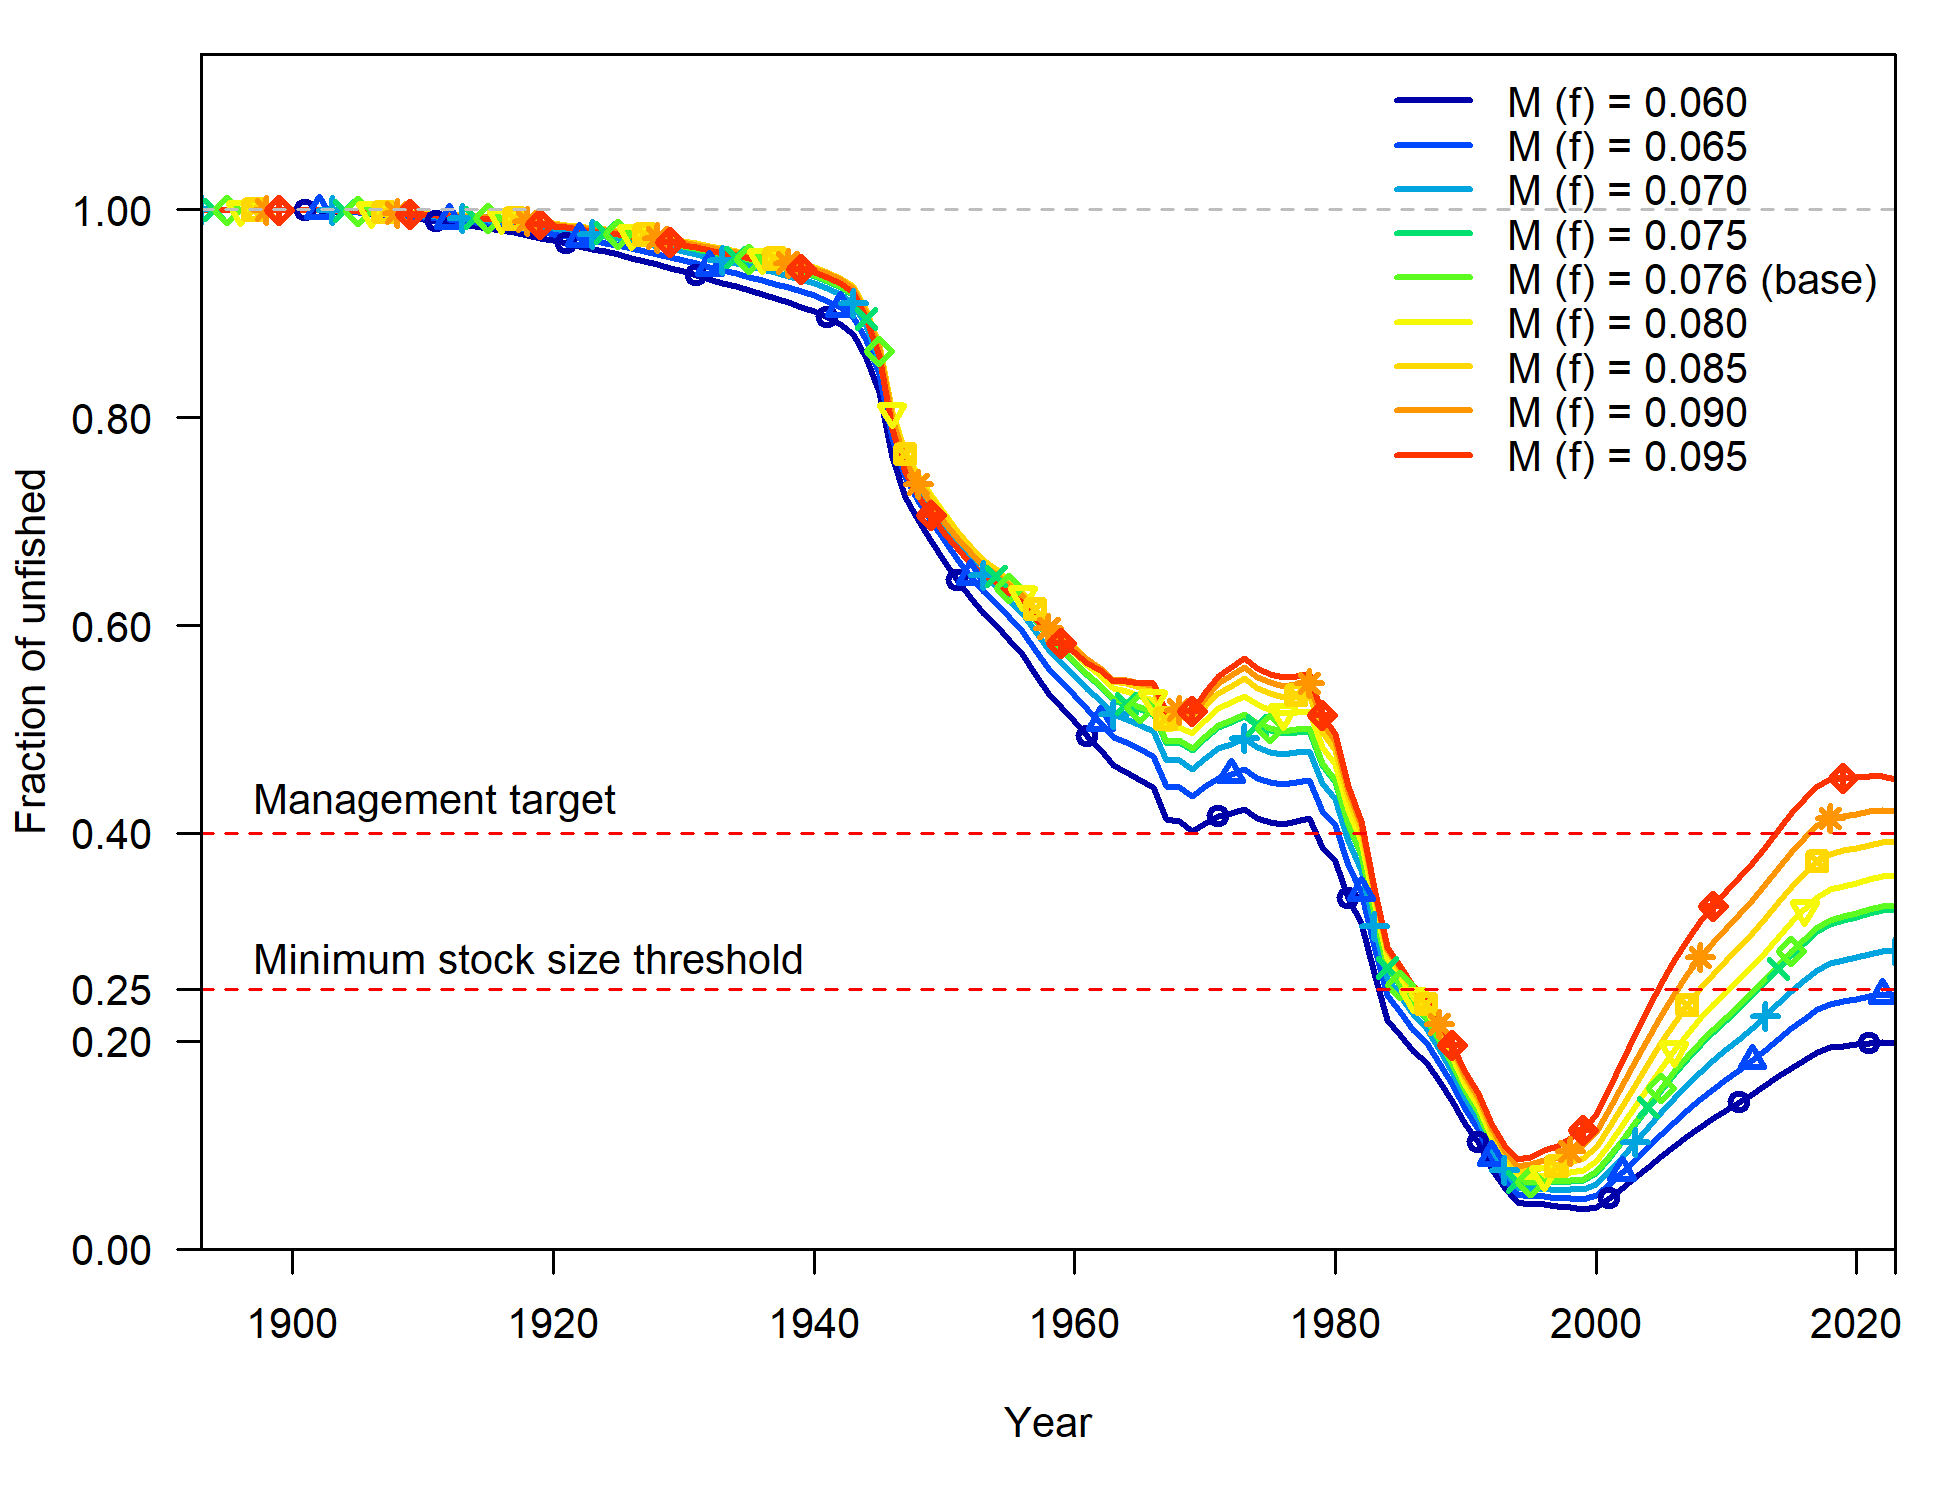 M (f) = 0.060
M (f) = 0.065
M (f) = 0.070
M (f) = 0.075
M (f) = 0.076 (base)
M (f) = 0.080
M (f) = 0.085
M (f) = 0.090
M (f) = 0.095
1.00
0.80
0.60
0.40
0.25
0.20
0.00
Fraction of unfished
Management target
Minimum stock size threshold
1900 1920 1940 1960 1980 2000 2020
Year